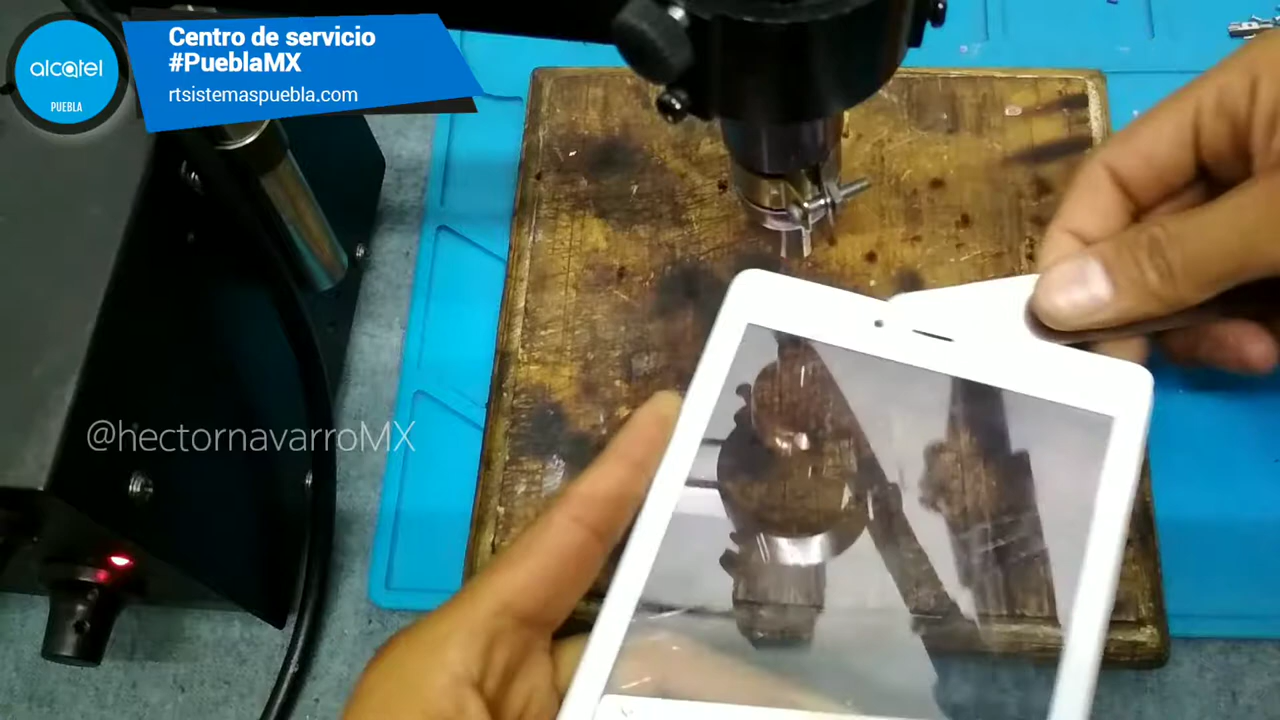 Centro de servicio
#PueblaMX
rtsistemaspuebla.com
alcatel
PUEBLA
@hectornavarroMX